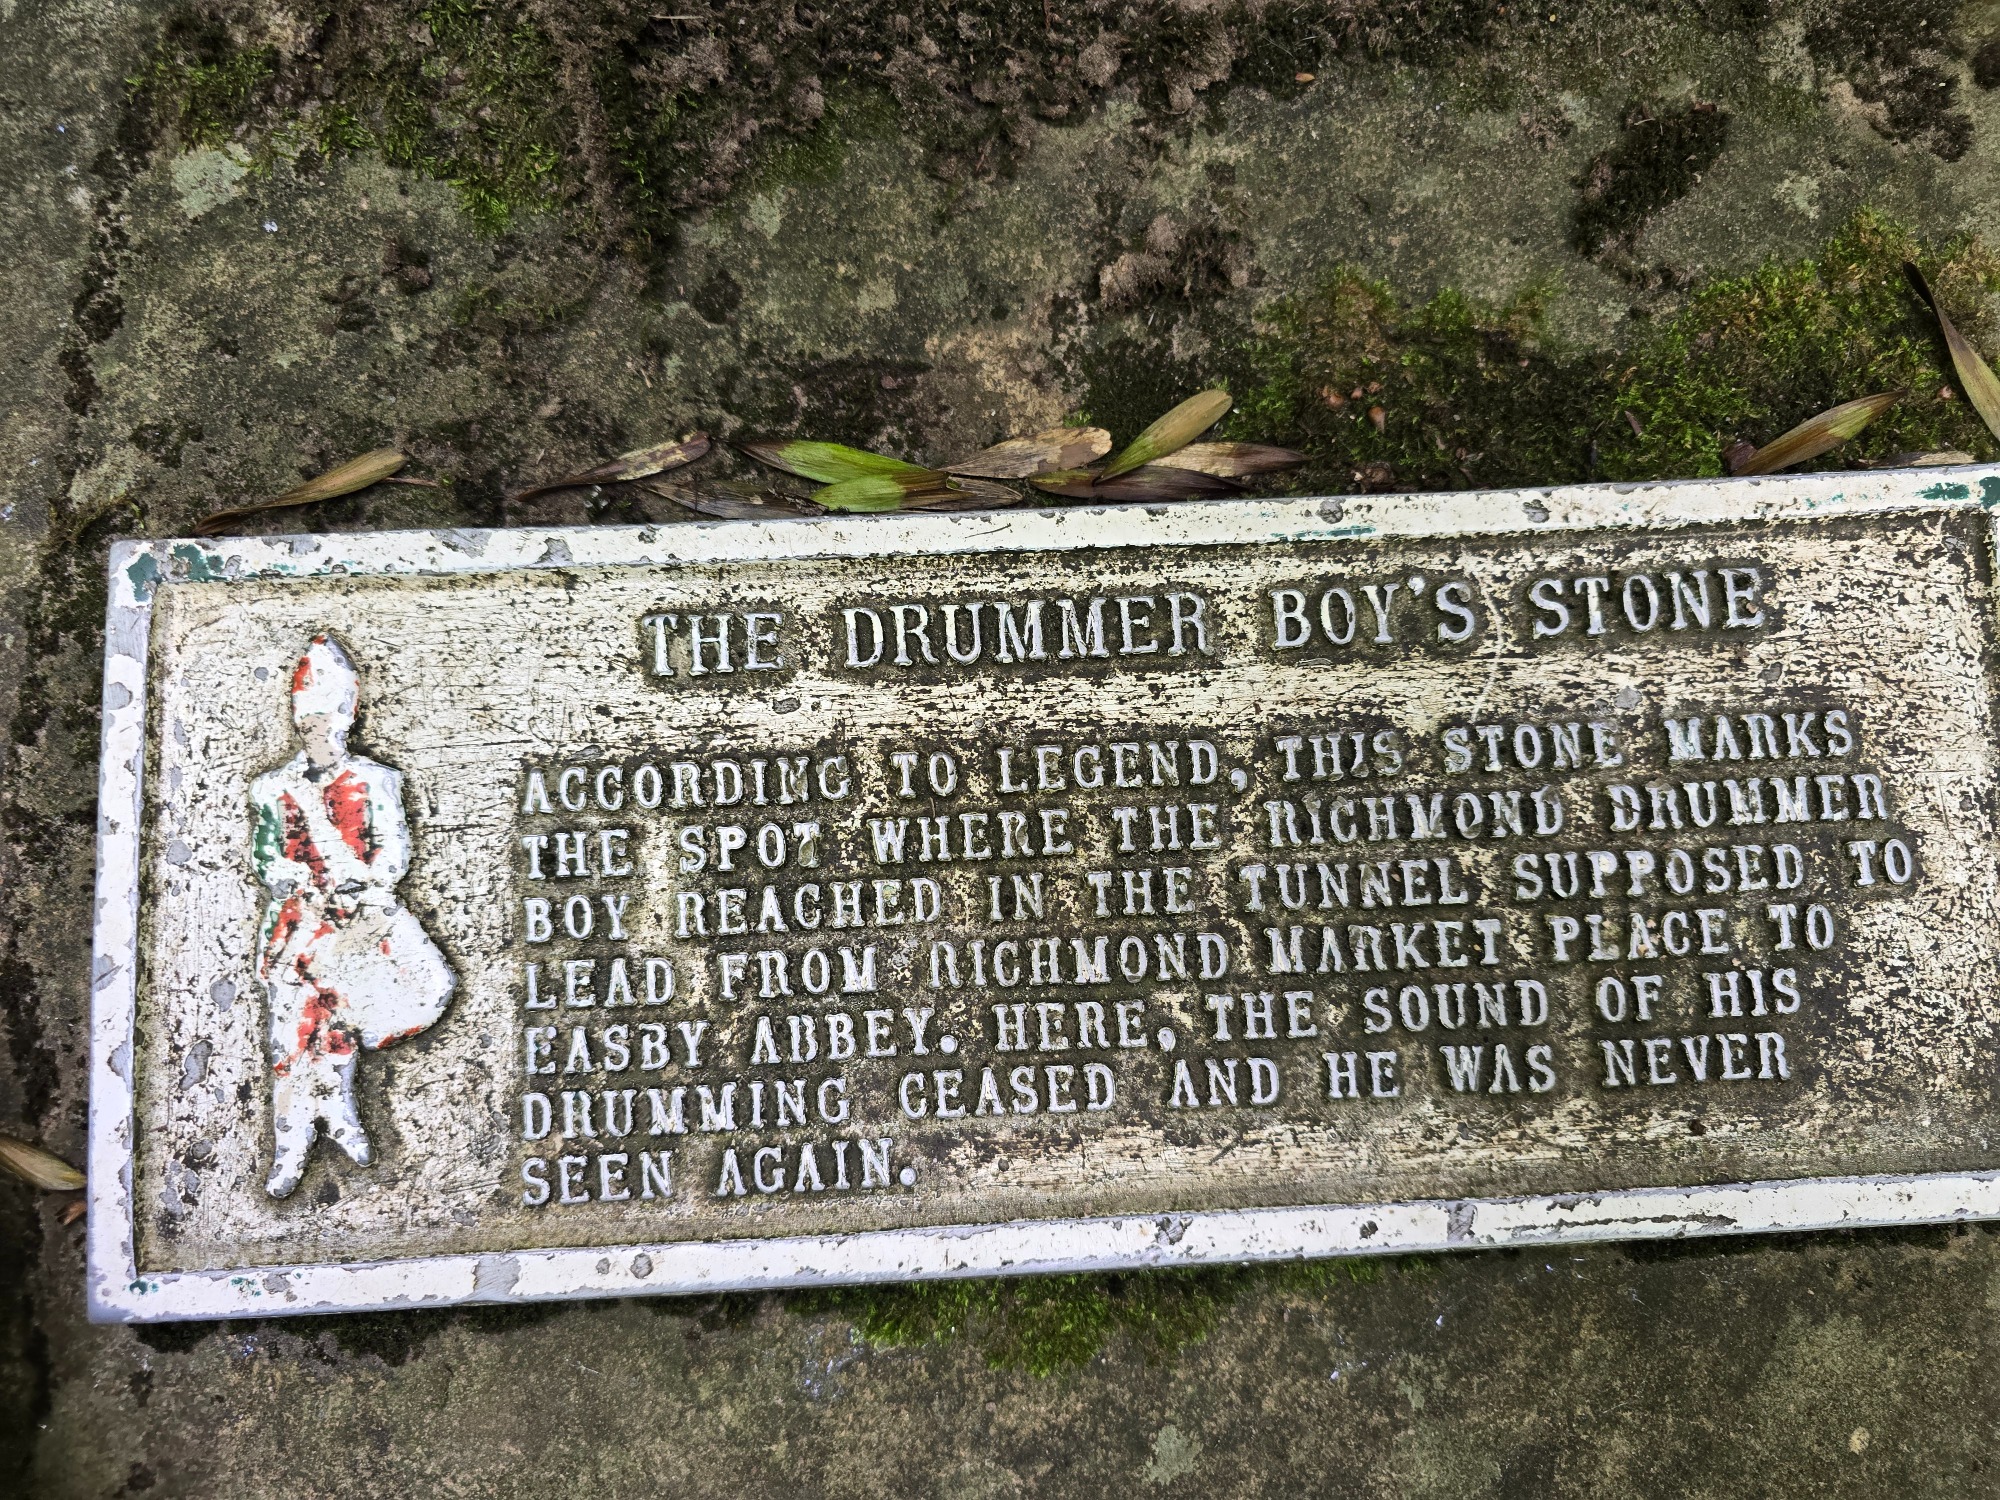 THE DRUMMER BOY'S STONE
ACCORDING TO LEGEND, THIS STONE MARKS
THE SPOT WHERE THE RICHMOND DRUMMER
BOY REACHED IN THE TUNNEL SUPPOSED TO
LEAD FROM RICHMOND MARKET PLACE TO
EASBY ABBEY. HERE, THE SOUND OF HIS
DRUMMING CEASED AND HE WAS NEVER
SEEN AGAIN.